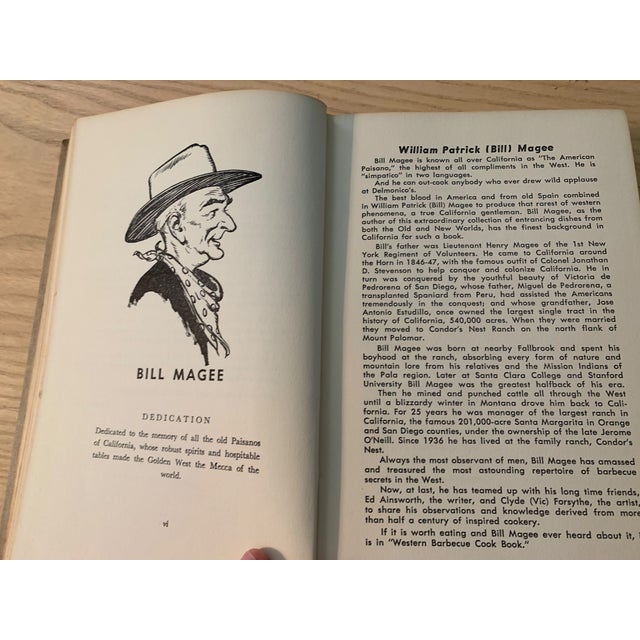 BILL MAGEE
DEDICATION
Dedicated to the memory of all the old Paisanos
of California, whose robust spirits and hospitable
tables made the Golden West the Mecca of the
world.
vi
William Patrick (Bill) Magee
Bill Magee is known all over California as "The American
Paisano," the highest of all compliments in the West. He is
"simpatico" in two languages.
And he can out-cook anybody who ever drew wild applause
at Delmonico's.
The best blood in America and from old Spain combined
in William Patrick (Bill) Magee to produce that rarest of western
phenomena, a true California gentleman. Bill Magee, as the
author of this extraordinary collection of entrancing dishes from
both the Old and New Worlds, has the finest background in
California for such a book.
Bill's father was Lieutenant Henry Magee of the 1st New
York Regiment of Volunteers. He came to California around
the Horn in 1846-47, with the famous outfit of Colonel Jonathan
D. Stevenson to help conquer and colonize California. He in
turn was conquered by the youthful beauty of Victoria de
Pedrorena of San Diego, whose father, Miguel de Pedrorena, a
transplanted Spaniard from Peru, had assisted the Americans
tremendously in the conquest; and whose grandfather, Jose
Antonio Estudillo, once owned the largest single tract in the
history of California, 540,000 acres. When they were married
they moved to Condor's Nest Ranch on the north flank of
Mount Palomar.
Bill Magee was born at nearby Fallbrook and spent his
boyhood at the ranch, absorbing every form of nature and
mountain lore from his relatives and the Mission Indians of
the Pala region. Later at Santa Clara College and Stanford
University Bill Magee was the greatest halfback of his era.
Then he mined and punched cattle all through the West
until a blizzardy winter in Montana drove him back to Cali-
fornia. For 25 years he was manager of the largest ranch in
California, the famous 201,000-acre Santa Margarita in Orange
and San Diego counties, under the ownership of the late Jerome
O'Neill. Since 1936 he has lived at the family ranch, Condor's
Nest.
Always the most observant of men, Bill Magee has amassed
and treasured the most astounding repertoire of barbecue
secrets in the West.
Now, at last, he has teamed up with his long time friends,
Ed Ainsworth, the writer, and Clyde (Vic) Forsythe, the artist,
to share his observations and knowledge derived from more
than half a century of inspired cookery.
If it is worth eating and Bill Magee ever heard about it, i
is in "Western Barbecue Cook Book."